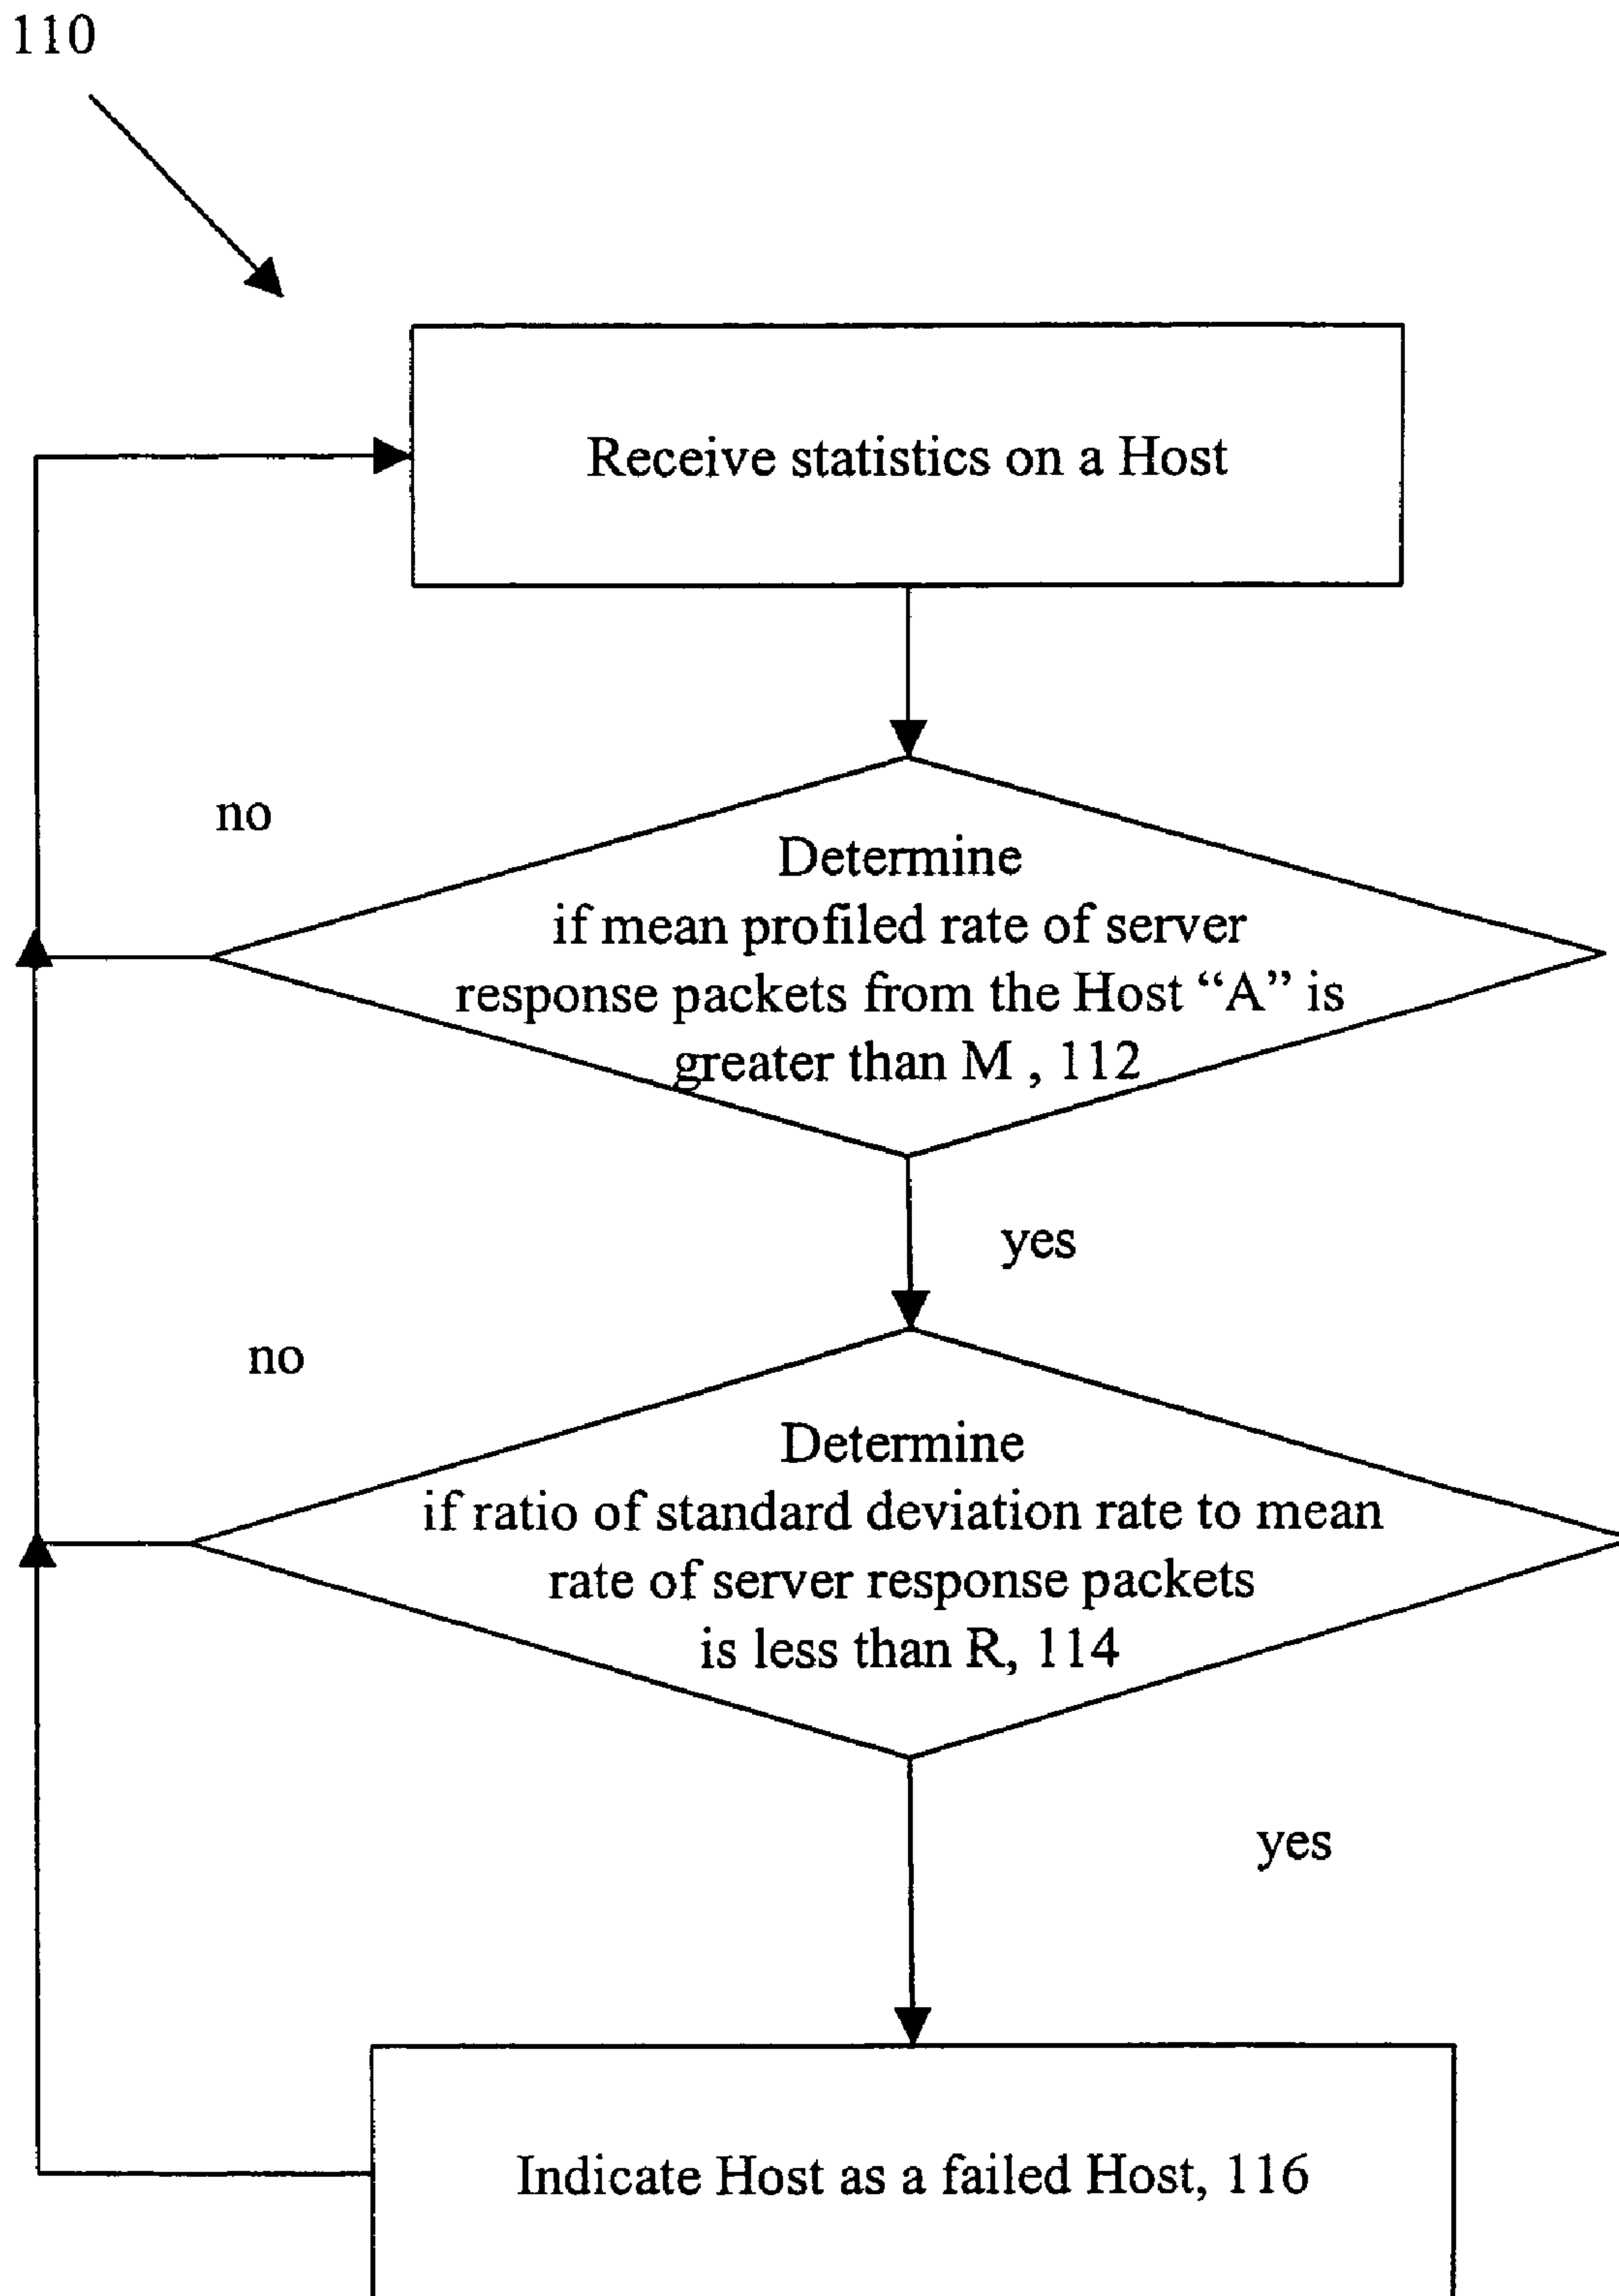 110
Receive statistics on a Host
no
Determine
if mean profiled rate of server
response packets from the Host “A” is
greater than M , 112
yes
no
Determine
if ratio of standard deviation rate to mean
rate of server response packets
is less than R, 114
yes
Indicate Host as a failed Host, 116